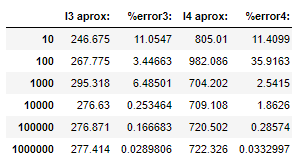 I3 aprox: %error3: I4 aprox: %error4:
10 246.675 11.0547 805.01 11.4099
100 267.775 3.44663 982.086 35.9163
1000 295.318 6.48501 704.202 2.5415
10000 276.63 0.253464 709.108 1.8626
100000 276.871 0.166683 720.502 0.28574
1000000 277.414 0.0289806 722.326 0.0332997